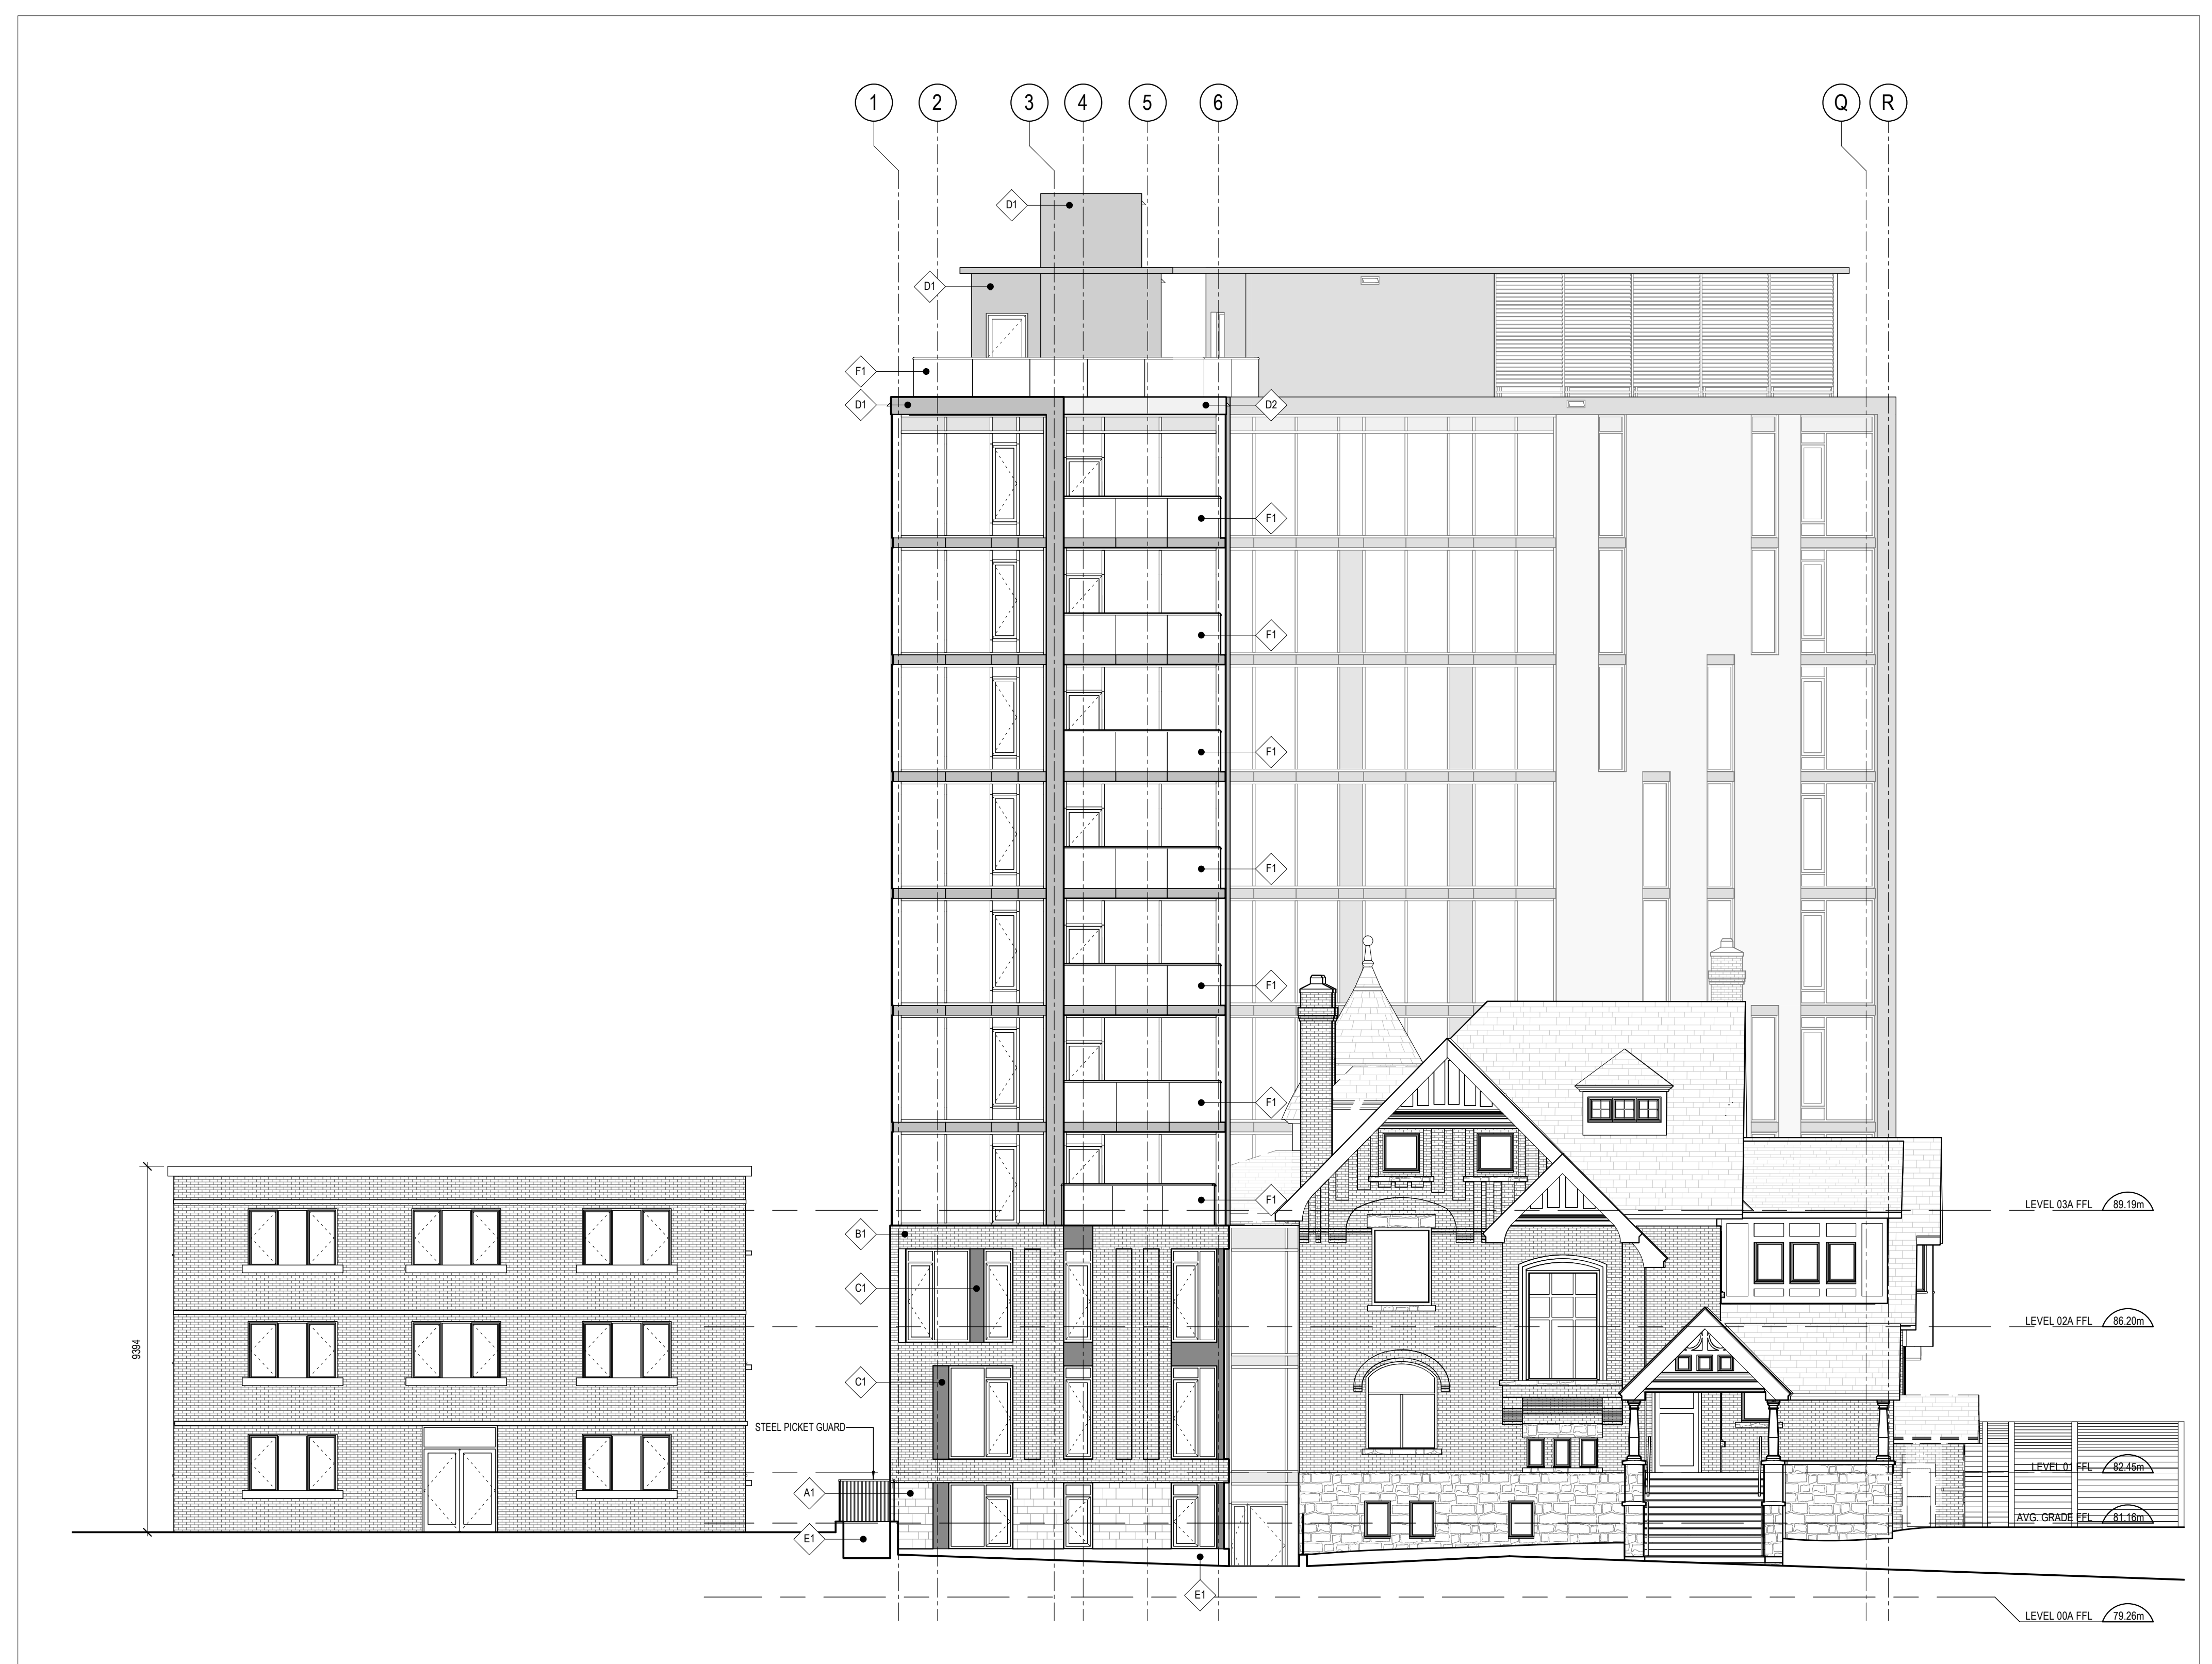 1 2 3 4 5 6 Q R
D1
D1
F1
D1 D2
F1
F1
F1
F1
F1
F1
F1
LEVEL 03A FFL 89.19m
B1
C1
LEVEL 02A FFL 86.20m
9394
C1
STEEL PICKET GUARD
LEVEL 01 FFL 82.45m
A1
AVG. GRADE FFL 81.16m
E1
E1
LEVEL 00A FFL 79.26m